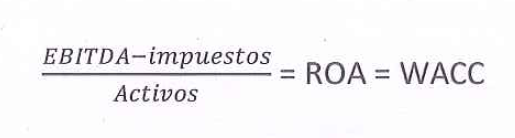 EBITDA−impuestos
Activos
= ROA = WACC